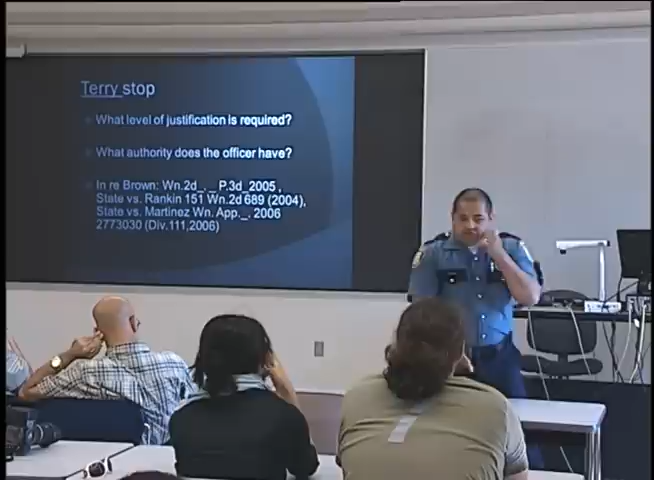 Terry stop
What level of justification is required?
What authority does the officer have?
In re Brown: Wn.2d_,_ P.3d_2005,
State vs. Rankin 151 Wn.2d 689 (2004),
State vs. Martinez Wn. App._. 2006
2773030 (Div.111,2006)